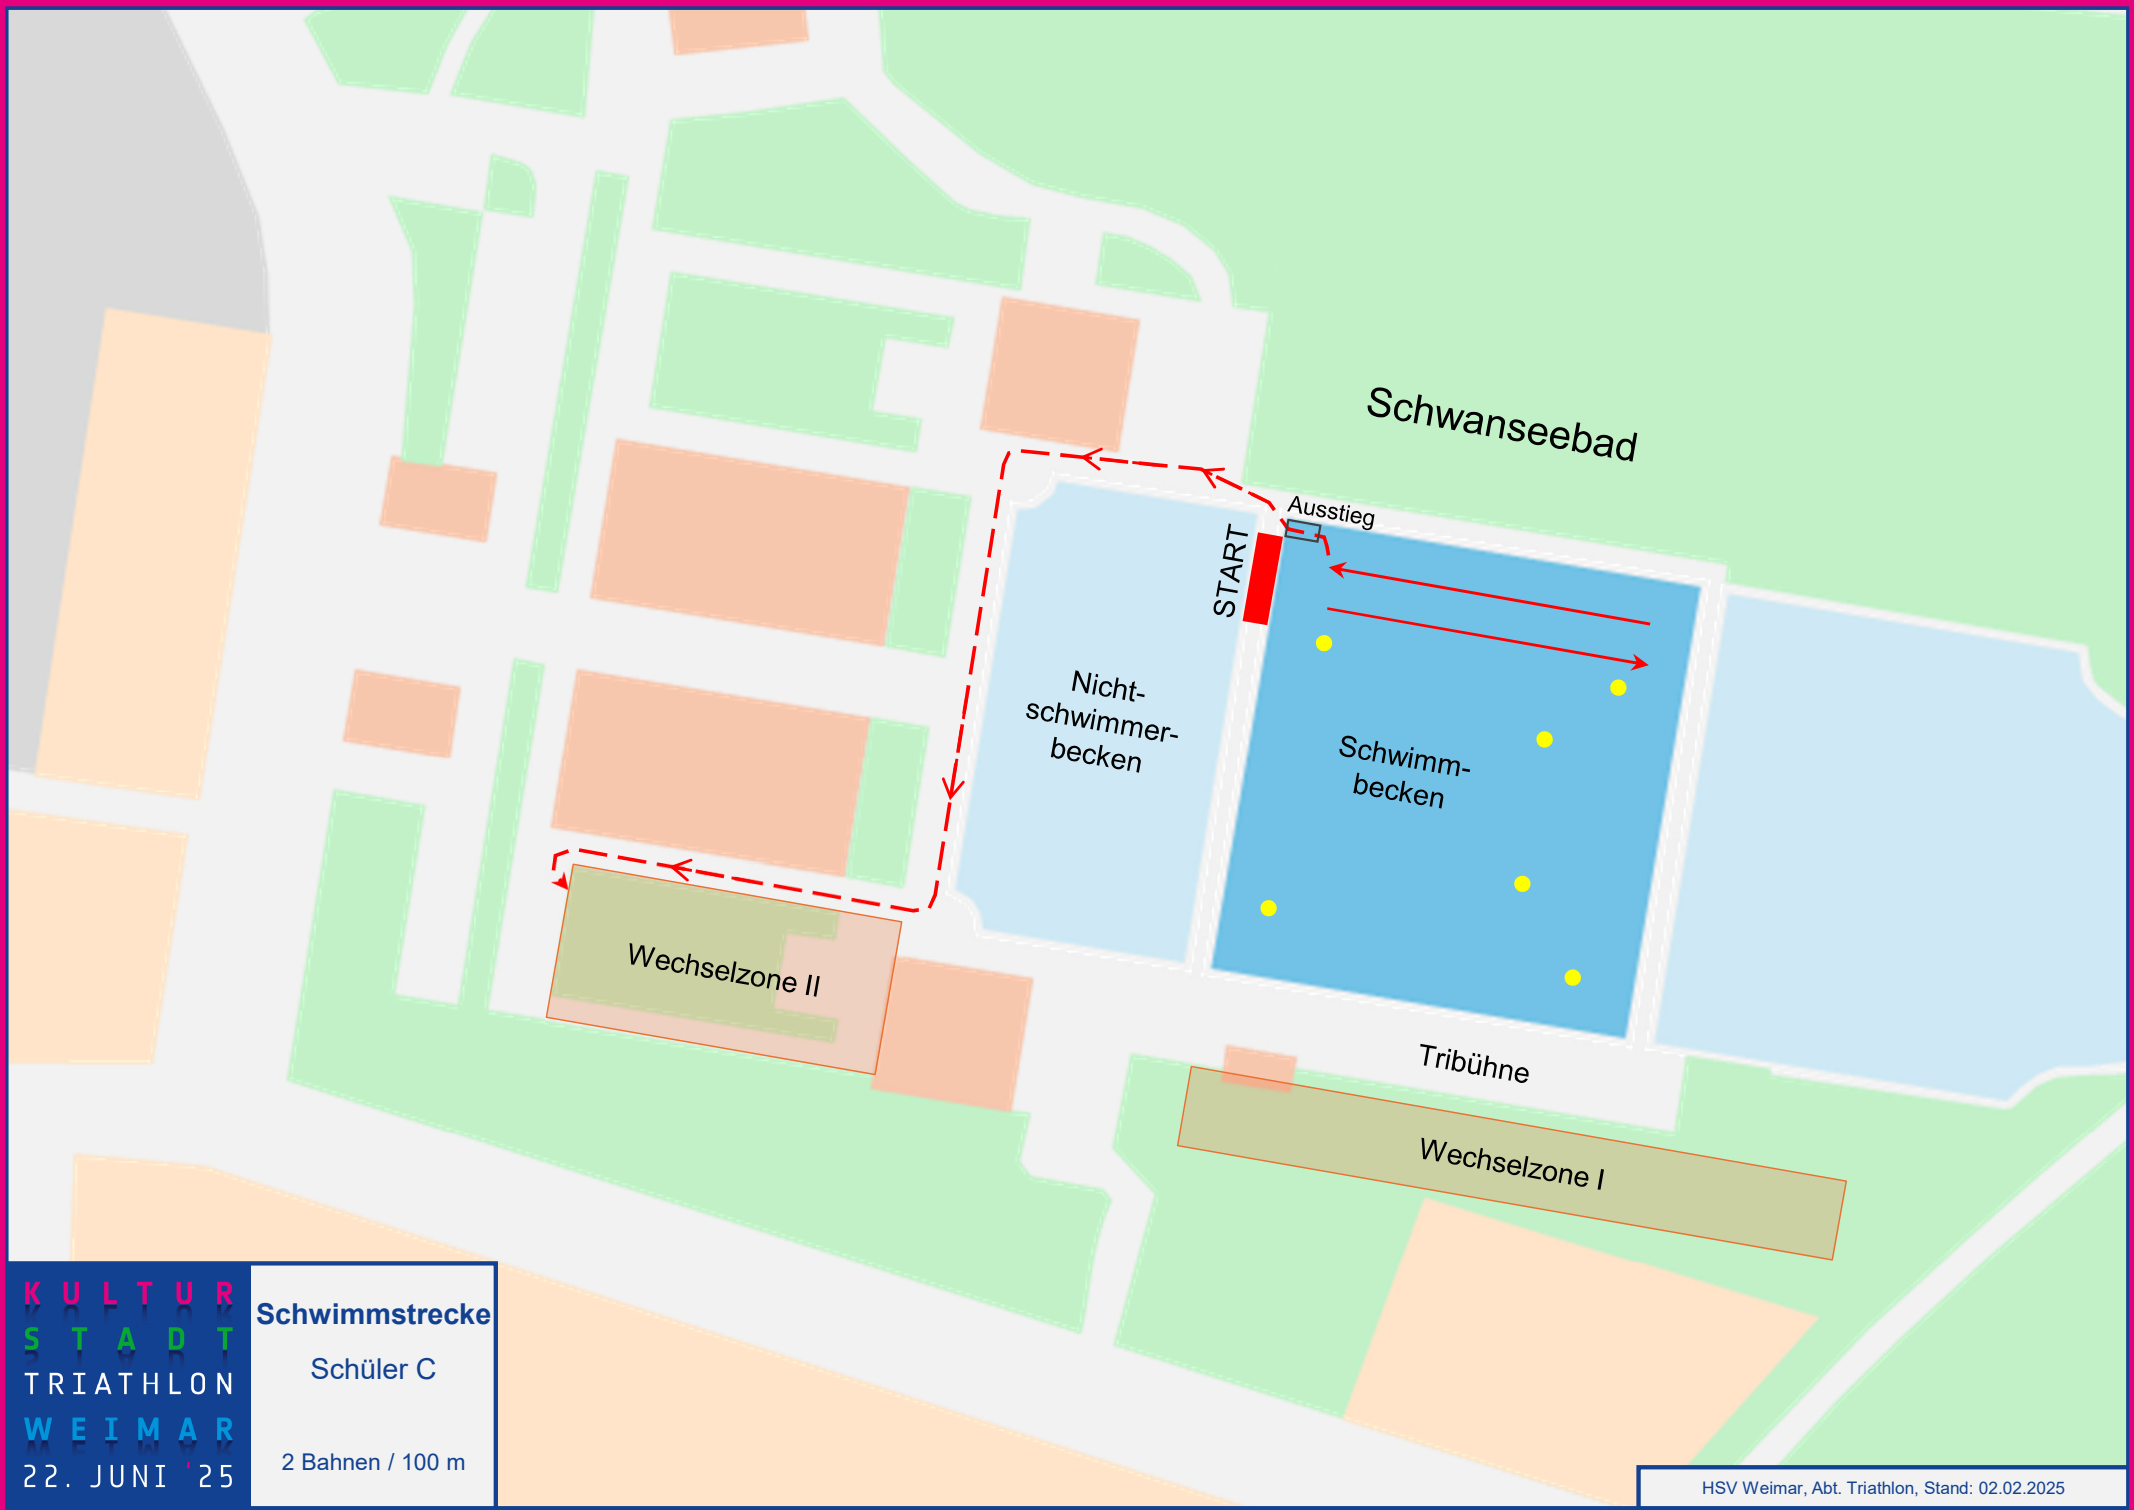 Schwanseebad
Ausstieg
START
Nicht-
schwimmer-
becken
Schwimm-
becken
Wechselzone II
Tribühne
Wechselzone I
KULTUR
STADT
TRIATHLON
WEIMAR
22. JUNI '25
Schwimmstrecke
Schüler C
2 Bahnen / 100 m
HSV Weimar, Abt. Triathlon, Stand: 02.02.2025